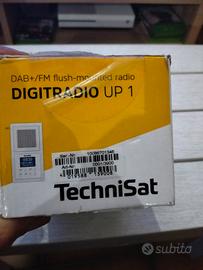 DAB+/FM flush-mounted radio
DIGITRADIO UP 1
TechniSat
subito